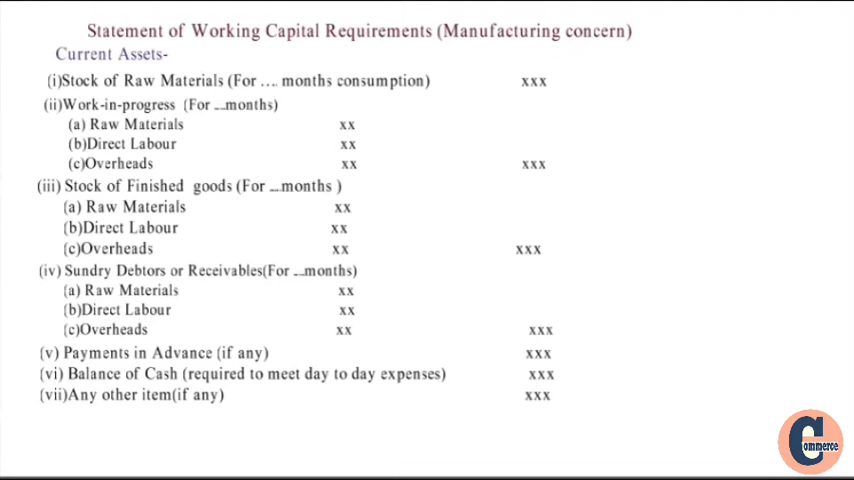 Statement of Working Capital Requirements (Manufacturing concern)
Current Assets-
(i)Stock of Raw Materials (For .... months consumption) xxx
(ii)Work-in-progress (For ...months)
(a) Raw Materials xx
(b)Direct Labour xx
(c)Overheads xx xxx
(iii) Stock of Finished goods (For ...months )
(a) Raw Materials xx
(b)Direct Labour xx
(c)Overheads xx xxx
(iv) Sundry Debtors or Receivables(For ...months)
(a) Raw Materials xx
(b)Direct Labour xx
(c)Overheads xx xxx
(v) Payments in Advance (if any) xxx
(vi) Balance of Cash (required to meet day to day expenses) xxx
(vii)Any other item(if any) xxx
Commerce